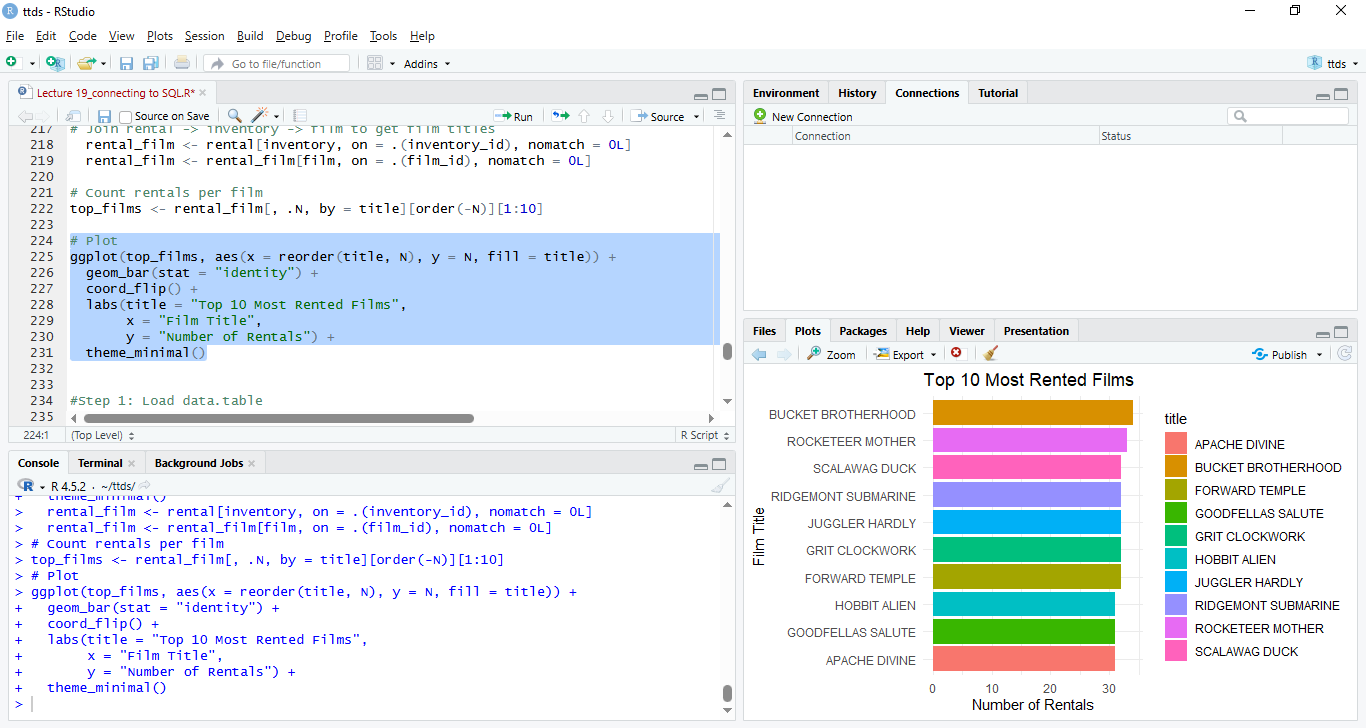 ttds - RStudio
File Edit Code View Plots Session Build Debug Profile Tools Help
Go to file/function Addins ttds
Lecture 19_connecting to SQL.R*
Source on Save Run Source
217 # Join rental -> inventory -> film to get film titles
218 rental_film <- rental[inventory, on = .(inventory_id), nomatch = 0L]
219 rental_film <- rental_film[film, on = .(film_id), nomatch = 0L]
220
221 # Count rentals per film
222 top_films <- rental_film[, .N, by = title][order(-N)][1:10]
223
224 # Plot
225 ggplot(top_films, aes(x = reorder(title, N), y = N, fill = title)) +
226 geom_bar(stat = "identity") +
227 coord_flip() +
228 labs(title = "Top 10 Most Rented Films",
229 x = "Film Title",
230 y = "Number of Rentals") +
231 theme_minimal()
232
233
234 #Step 1: Load data.table
235
224:1 (Top Level) R Script
Console Terminal Background Jobs
R R 4.5.2 · ~/ttds/
+ theme_minimal()
> rental_film <- rental[inventory, on = .(inventory_id), nomatch = 0L]
> rental_film <- rental_film[film, on = .(film_id), nomatch = 0L]
> # Count rentals per film
> top_films <- rental_film[, .N, by = title][order(-N)][1:10]
> # Plot
> ggplot(top_films, aes(x = reorder(title, N), y = N, fill = title)) +
+ geom_bar(stat = "identity") +
+ coord_flip() +
+ labs(title = "Top 10 Most Rented Films",
+ x = "Film Title",
+ y = "Number of Rentals") +
+ theme_minimal()
>
Environment History Connections Tutorial
New Connection
Connection Status
Files Plots Packages Help Viewer Presentation
Zoom Export Publish
Top 10 Most Rented Films
Film Title
BUCKET BROTHERHOOD
ROCKETEER MOTHER
SCALAWAG DUCK
RIDGEMONT SUBMARINE
JUGGLER HARDLY
GRIT CLOCKWORK
FORWARD TEMPLE
HOBBIT ALIEN
GOODFELLAS SALUTE
APACHE DIVINE
0 10 20 30
Number of Rentals
title
APACHE DIVINE
BUCKET BROTHERHOOD
FORWARD TEMPLE
GOODFELLAS SALUTE
GRIT CLOCKWORK
HOBBIT ALIEN
JUGGLER HARDLY
RIDGEMONT SUBMARINE
ROCKETEER MOTHER
SCALAWAG DUCK